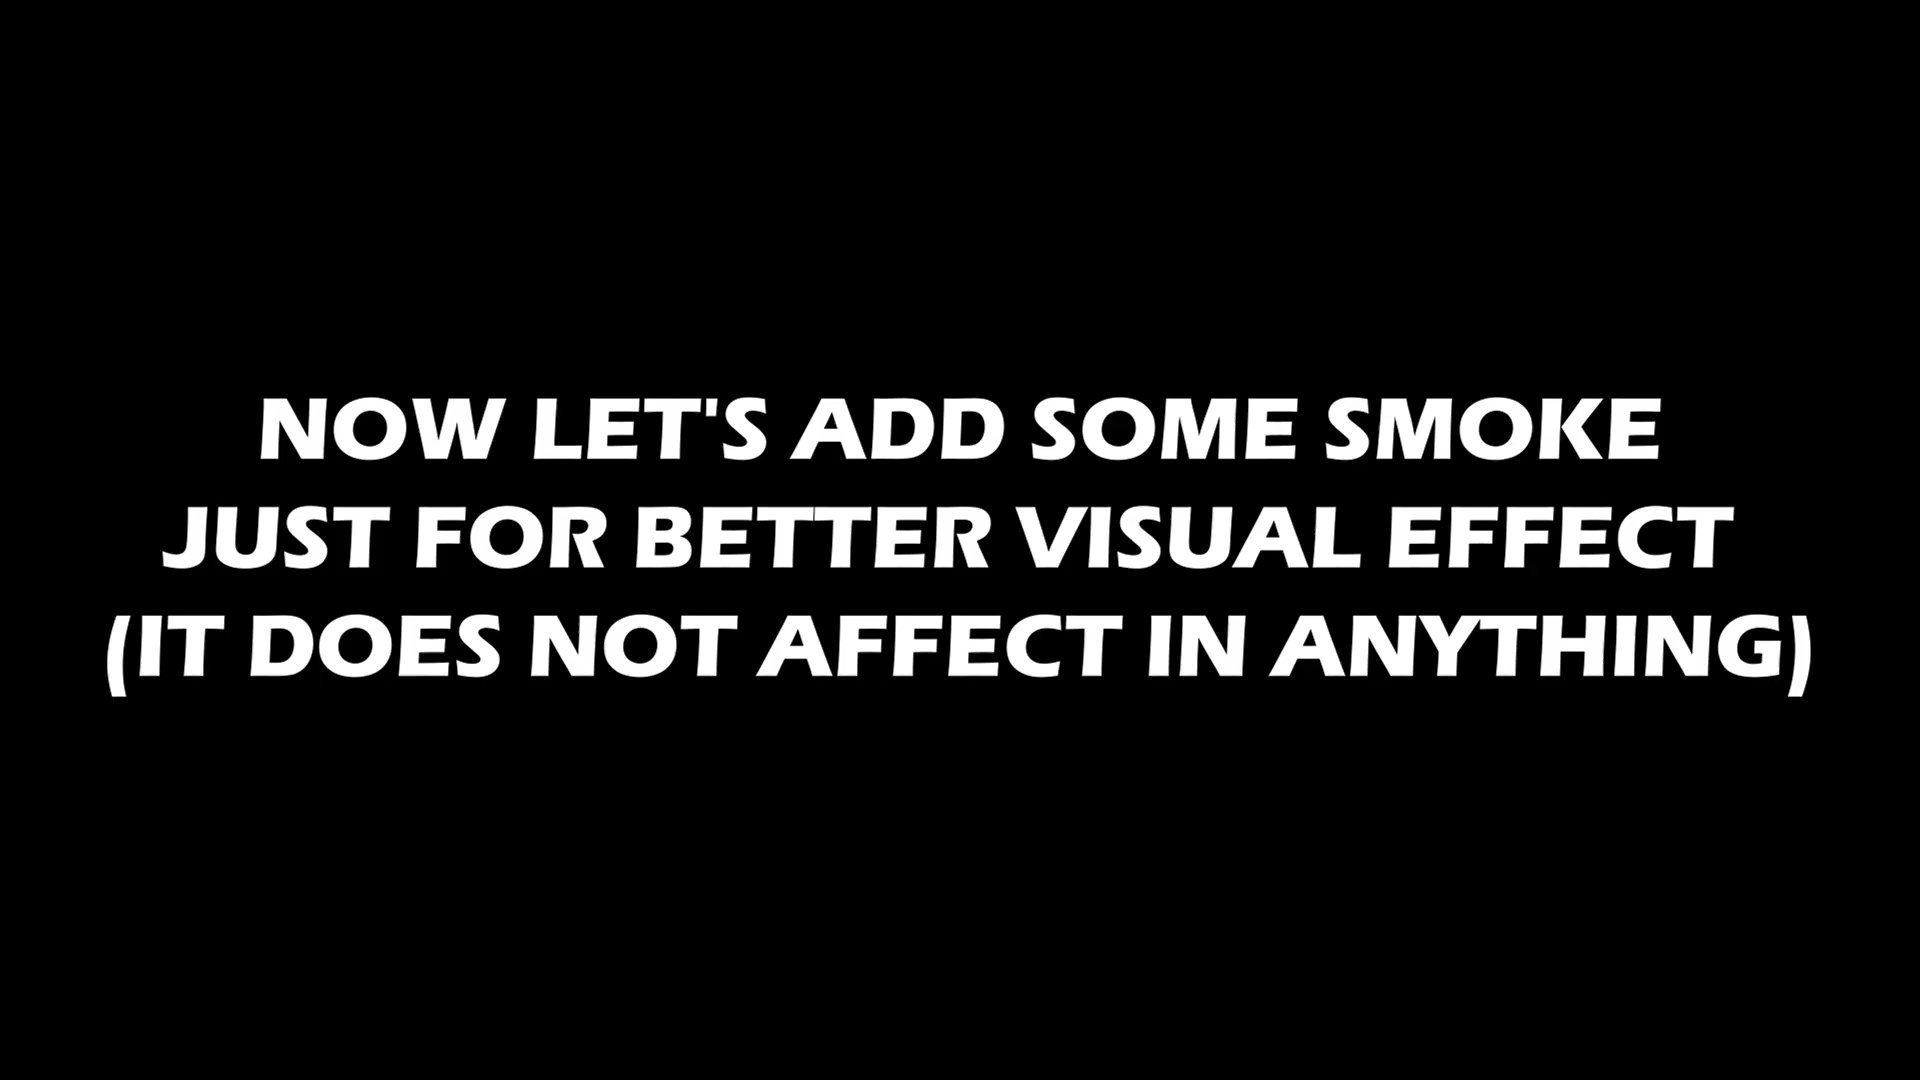 NOW LET'S ADD SOME SMOKE
JUST FOR BETTER VISUAL EFFECT
(IT DOES NOT AFFECT IN ANYTHING)